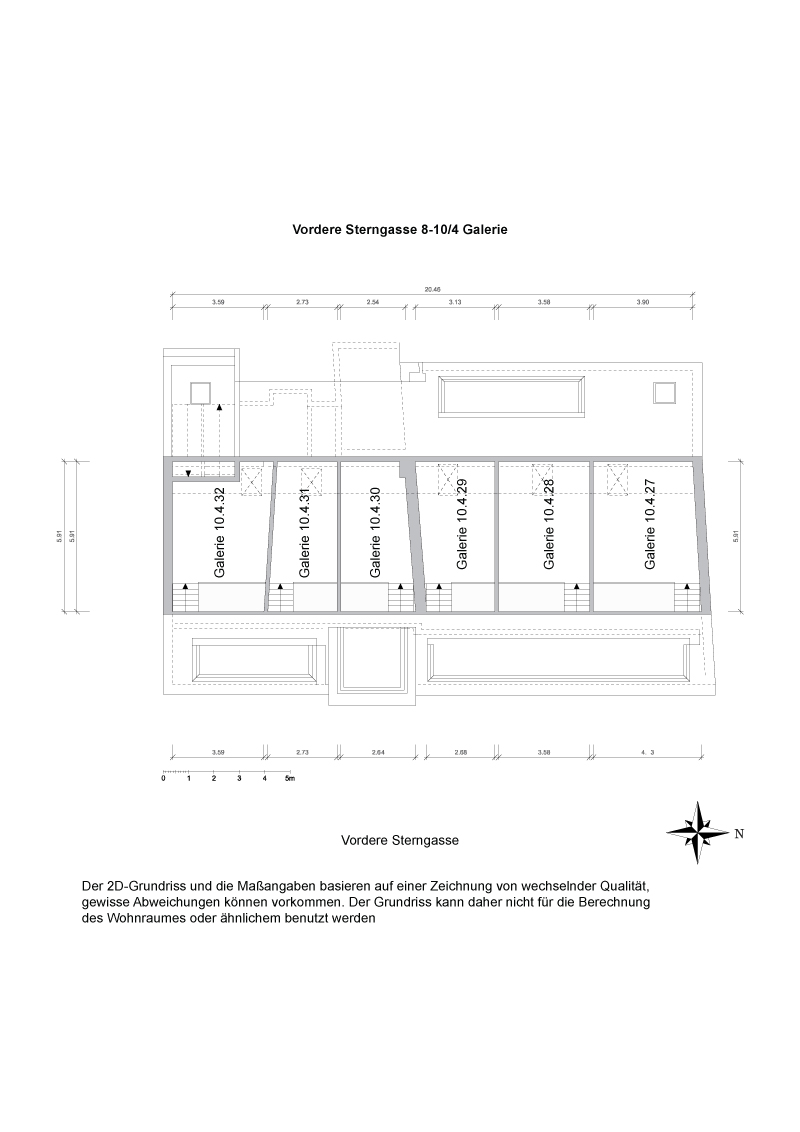 Vordere Sterngasse 8-10/4 Galerie
20.46
3.59 2.73 2.54 3.13 3.58 3.90
5.91 5.91 5.91
Galerie 10.4.32
Galerie 10.4.31
Galerie 10.4.30
Galerie 10.4.29
Galerie 10.4.28
Galerie 10.4.27
3.59 2.73 2.64 2.68 3.58 4. 3
0 1 2 3 4 5m
Vordere Sterngasse
N
Der 2D-Grundriss und die Maßangaben basieren auf einer Zeichnung von wechselnder Qualität,
gewisse Abweichungen können vorkommen. Der Grundriss kann daher nicht für die Berechnung
des Wohnraumes oder ähnlichem benutzt werden